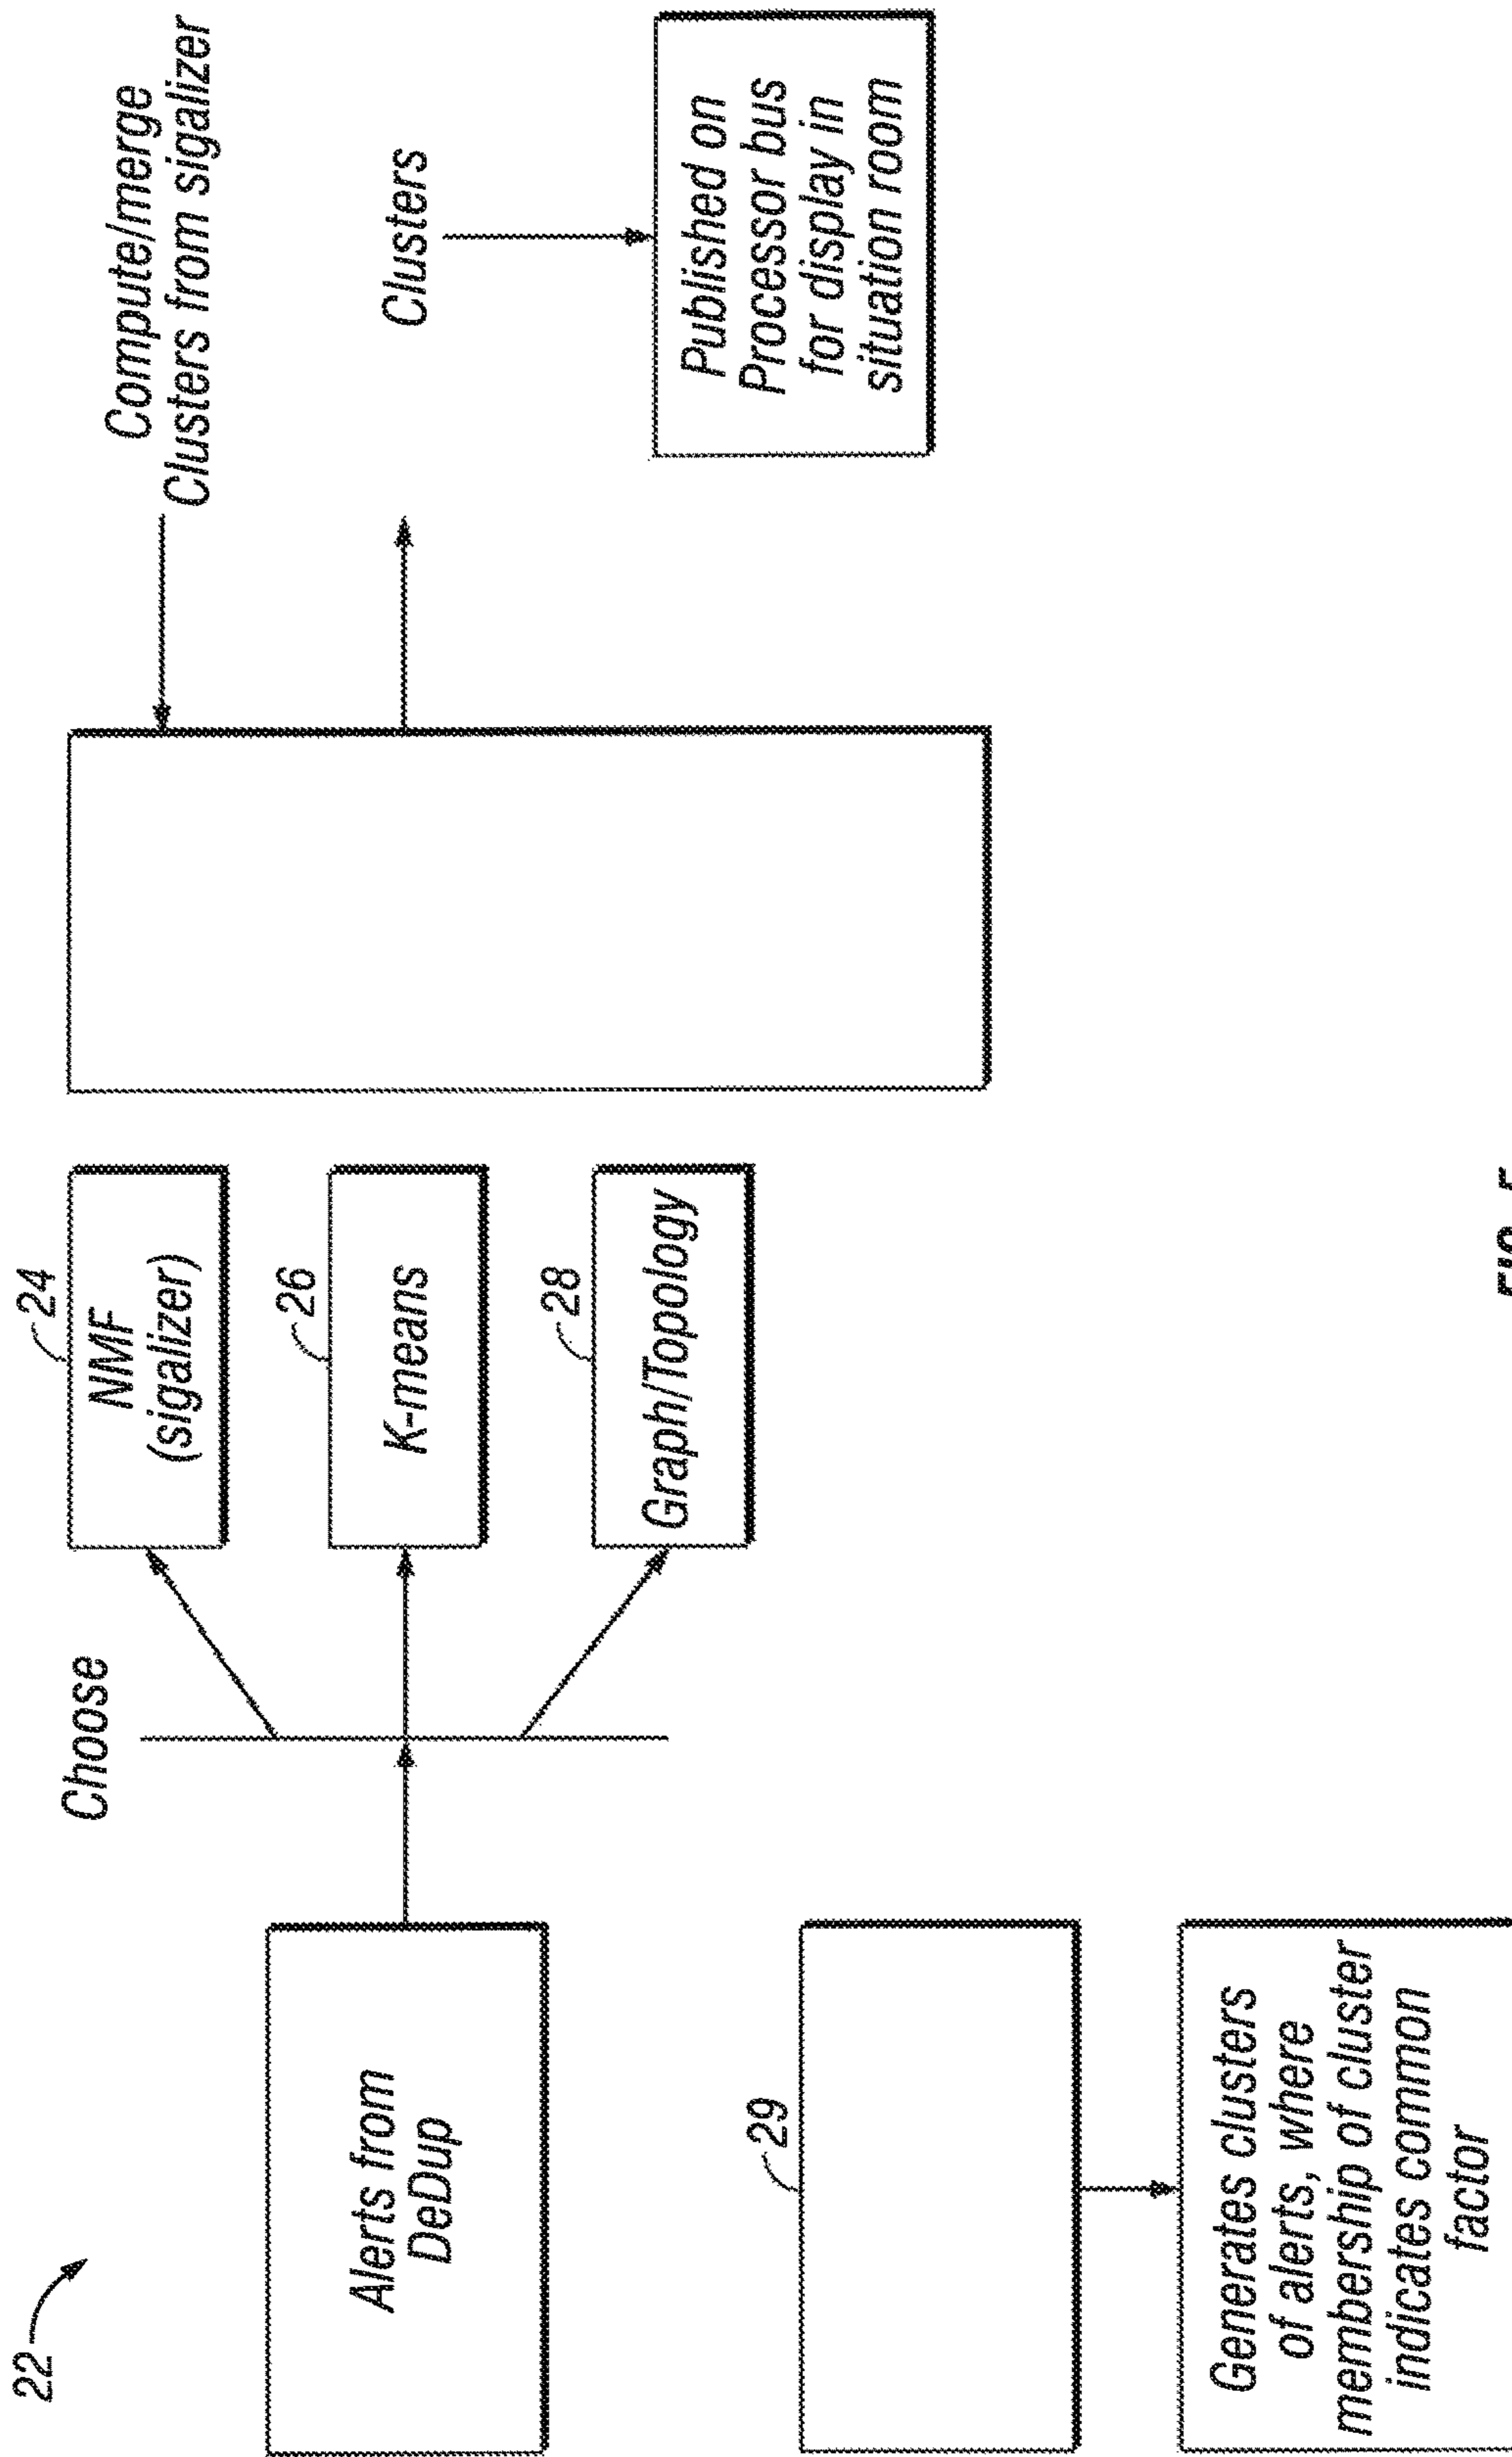 22
Alerts from
DeDup
Choose
24
NMF
(sigalizer)
26
K-means
28
Graph/Topology
Compute/merge
Clusters from sigalizer
Clusters
Published on
Processor bus
for display in
situation room
29
Generates clusters
of alerts, where
membership of cluster
indicates common
factor